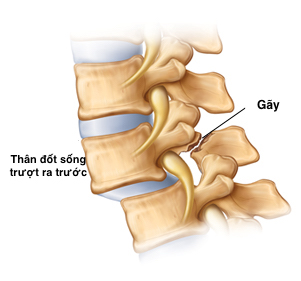 Gãy
Thân đốt sống
trượt ra trước